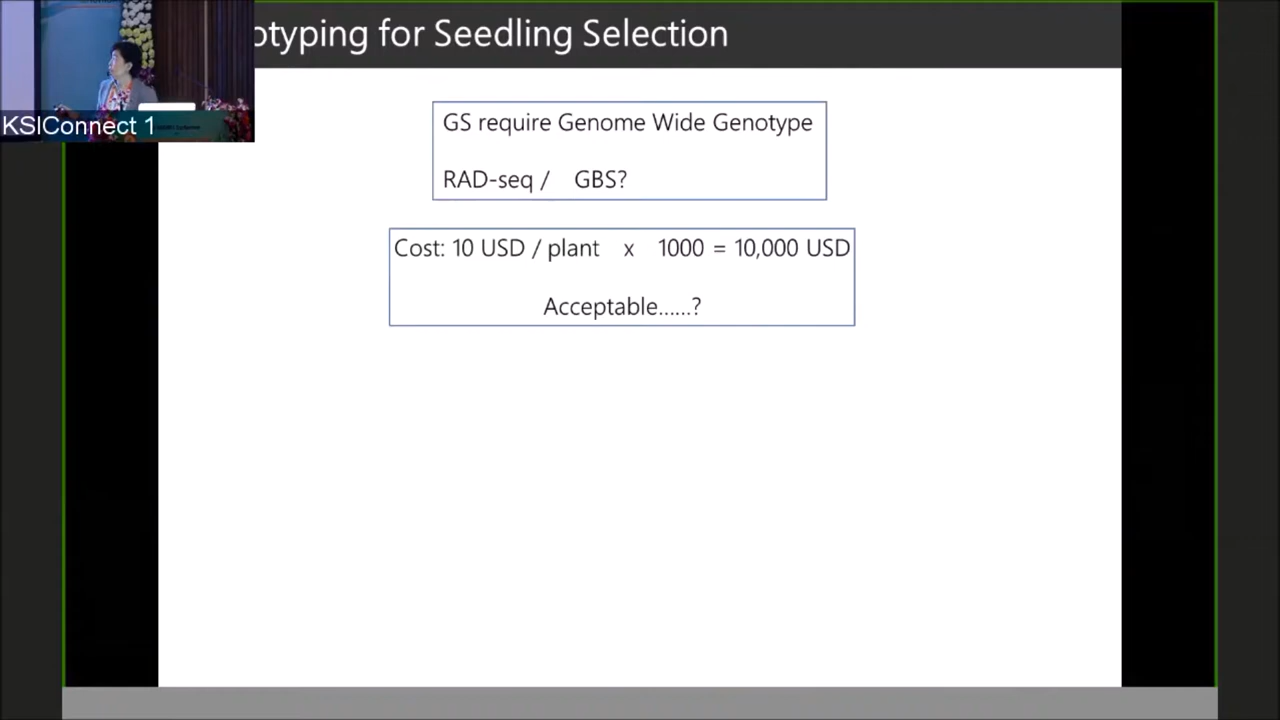 otyping for Seedling Selection
KSIConnect 1
GS require Genome Wide Genotype
RAD-seq / GBS?
Cost: 10 USD / plant x 1000 = 10,000 USD
Acceptable......?